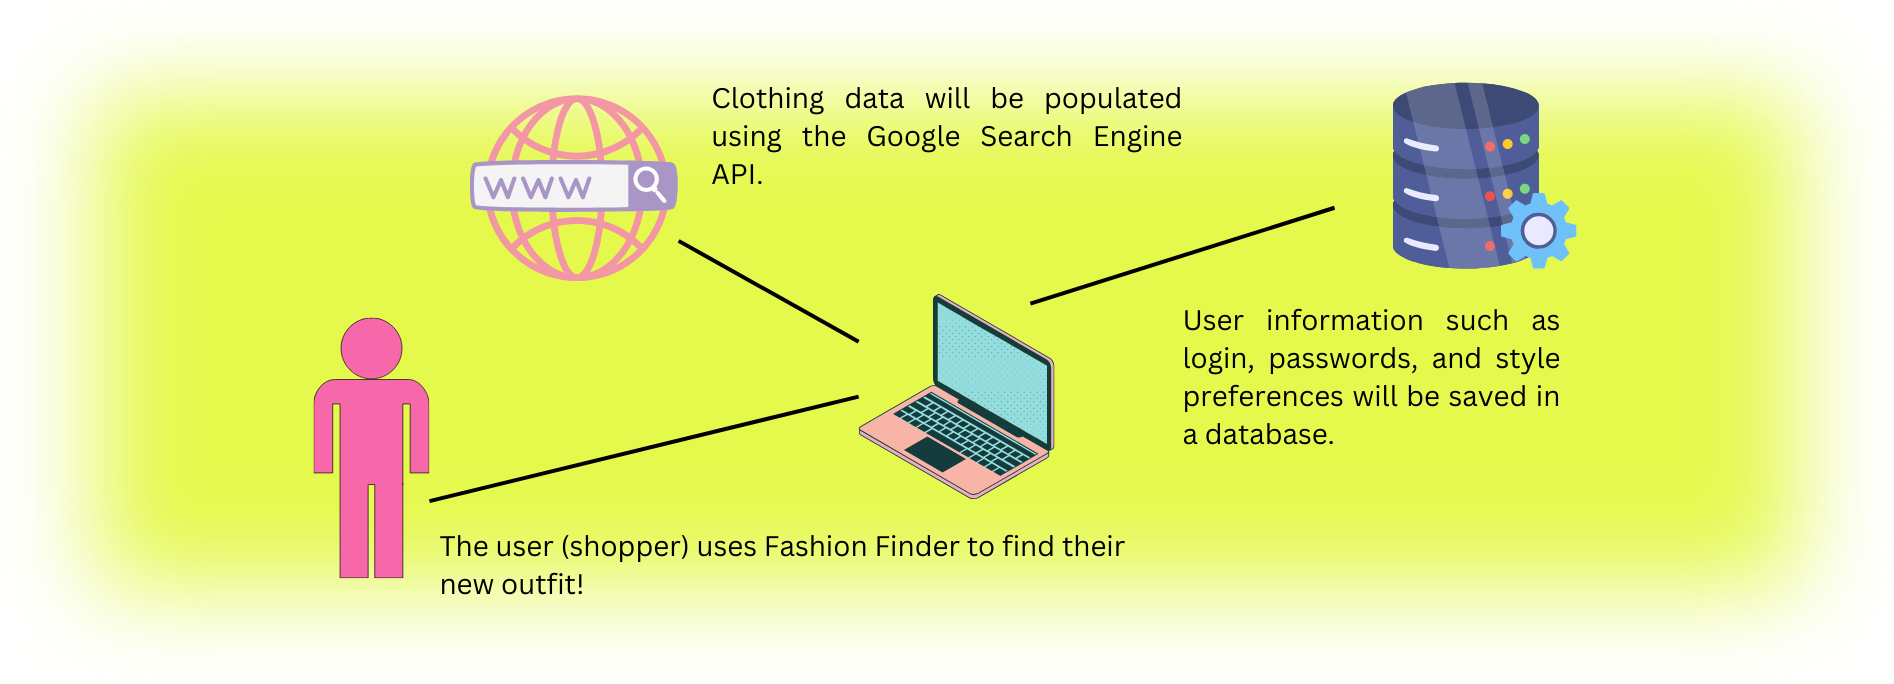 Clothing data will be populated
using the Google Search Engine
API.
WWW
User information such as
login, passwords, and style
preferences will be saved in
a database.
The user (shopper) uses Fashion Finder to find their
new outfit!